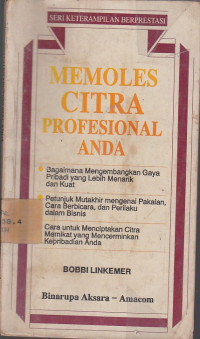 SERI KETERAMPILAN BERPRESTASI
MEMOLES
CITRA
PROFESIONAL
ANDA
Bagaimana Mengembangkan Gaya
Pribadi yang Lebih Menarik
dan Kuat
Petunjuk Mutakhir mengenai Pakaian,
Cara Berbicara, dan Perilaku
dalam Bisnis
Cara untuk Menciptakan Citra
Memikat yang Mencerminkan
Kepribadian Anda
BOBBI LINKEMER
Binarupa Aksara – Amacom